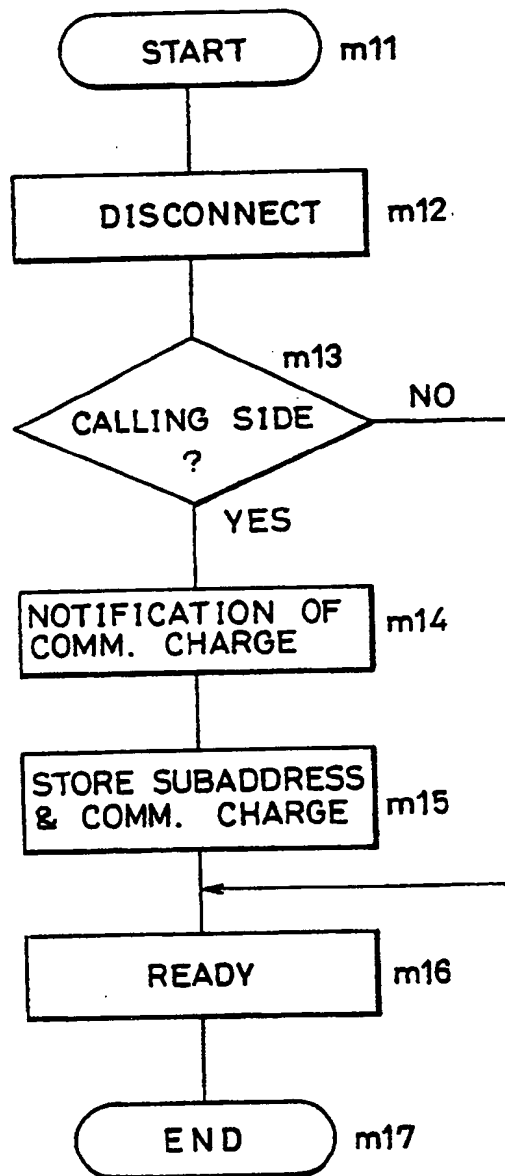 START m11
DISCONNECT m12
m13
CALLING SIDE
?
NO
YES
NOTIFICATION OF
COMM. CHARGE
m14
STORE SUBADDRESS
& COMM. CHARGE
m15
READY m16
END m17